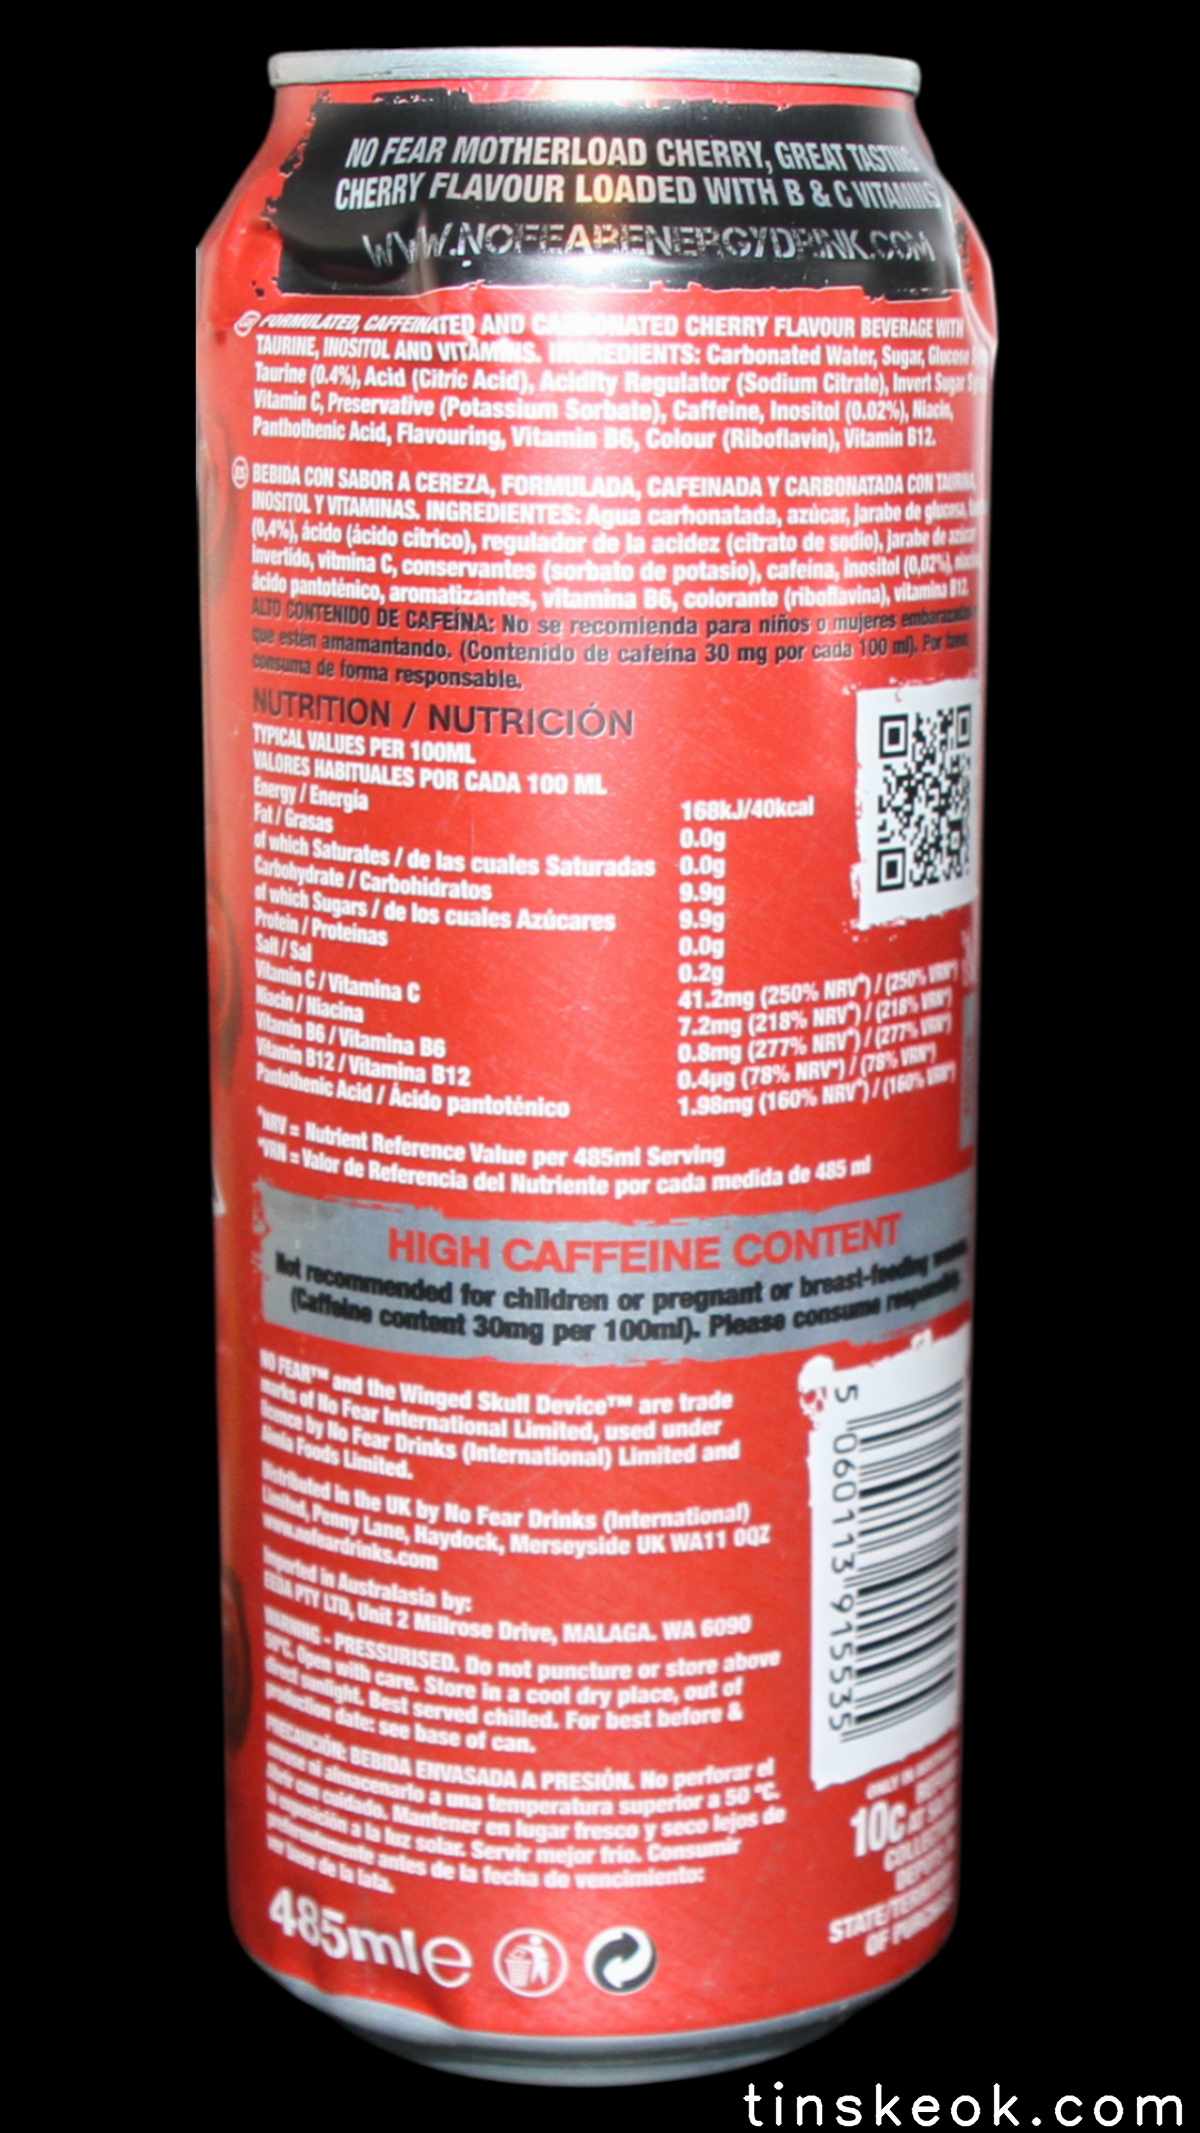 NO FEAR MOTHERLOAD CHERRY, GREAT TASTING
CHERRY FLAVOUR LOADED WITH B & C VITAMINS
WWW.NOFEARENERGYDRINK.COM
FORMULATED, CAFFEINATED AND CARBONATED CHERRY FLAVOUR BEVERAGE WITH
TAURINE, INOSITOL AND VITAMINS. INGREDIENTS: Carbonated Water, Sugar, Glucose
Taurine (0.4%), Acid (Citric Acid), Acidity Regulator (Sodium Citrate), Invert Sugar
Vitamin C, Preservative (Potassium Sorbate), Caffeine, Inositol (0.02%), Niacin,
Panthothenic Acid, Flavouring, Vitamin B6, Colour (Riboflavin), Vitamin B12.
ES BEBIDA CON SABOR A CEREZA, FORMULADA, CAFEINADA Y CARBONATADA CON TAURINA,
INOSITOL Y VITAMINAS. INGREDIENTES: Agua carbonatada, azúcar, jarabe de glucosa,
(0,4%), ácido (ácido cítrico), regulador de la acidez (citrato de sodio), jarabe de azúcar
invertido, vitmina C, conservantes (sorbato de potasio), cafeína, inositol (0,02%),
ácido pantoténico, aromatizantes, vitamina B6, colorante (riboflavina), vitamina B12.
ALTO CONTENIDO DE CAFEÍNA: No se recomienda para niños o mujeres embarazadas
que estén amamantando. (Contenido de cafeína 30 mg por cada 100 ml). Por
consuma de forma responsable.
NUTRITION / NUTRICIÓN
TYPICAL VALUES PER 100ML
VALORES HABITUALES POR CADA 100 ML
Energy / Energía 168kJ/40kcal
Fat / Grasas 0.0g
of which Saturates / de las cuales Saturadas 0.0g
Carbohydrate / Carbohidratos 9.9g
of which Sugars / de los cuales Azúcares 9.9g
Protein / Proteínas 0.0g
Salt / Sal 0.2g
Vitamin C / Vitamina C 41.2mg (250% NRV*) / (250% VRN*)
Niacin / Niacina 7.2mg (218% NRV*) / (218% VRN*)
Vitamin B6 / Vitamina B6 0.8mg (277% NRV*) / (277% VRN*)
Vitamin B12 / Vitamina B12 0.4µg (78% NRV*) / (78% VRN*)
Pantothenic Acid / Ácido pantoténico 1.98mg (160% NRV*) / (160% VRN*)
*NRV = Nutrient Reference Value per 485ml Serving
*VRN = Valor de Referencia del Nutriente por cada medida de 485 ml
HIGH CAFFEINE CONTENT
Not recommended for children or pregnant or breast-feeding women
(Caffeine content 30mg per 100ml). Please consume responsibly
NO FEAR™ and the Winged Skull Device™ are trade
marks of No Fear International Limited, used under
licence by No Fear Drinks (International) Limited and
Foods Limited.
Distributed in the UK by No Fear Drinks (International)
Limited, Penny Lane, Haydock, Merseyside UK WA11 0QZ
www.nofeardrinks.com
Imported in Australasia by:
PTY LTD, Unit 2 Millrose Drive, MALAGA. WA 6090
WARNING - PRESSURISED. Do not puncture or store above
50°C. Open with care. Store in a cool dry place, out of
direct sunlight. Best served chilled. For best before &
production date: see base of can.
PRECAUCIÓN: BEBIDA ENVASADA A PRESIÓN. No perforar el
envase ni almacenarlo a una temperatura superior a 50 °C.
Abrir con cuidado. Mantener en lugar fresco y seco lejos de
la exposición a la luz solar. Servir mejor frío. Consumir
preferentemente antes de la fecha de vencimiento:
ver base de la lata.
485ml e
5 060113 915535
10c AT
STATE/
OF
tinskeok.com